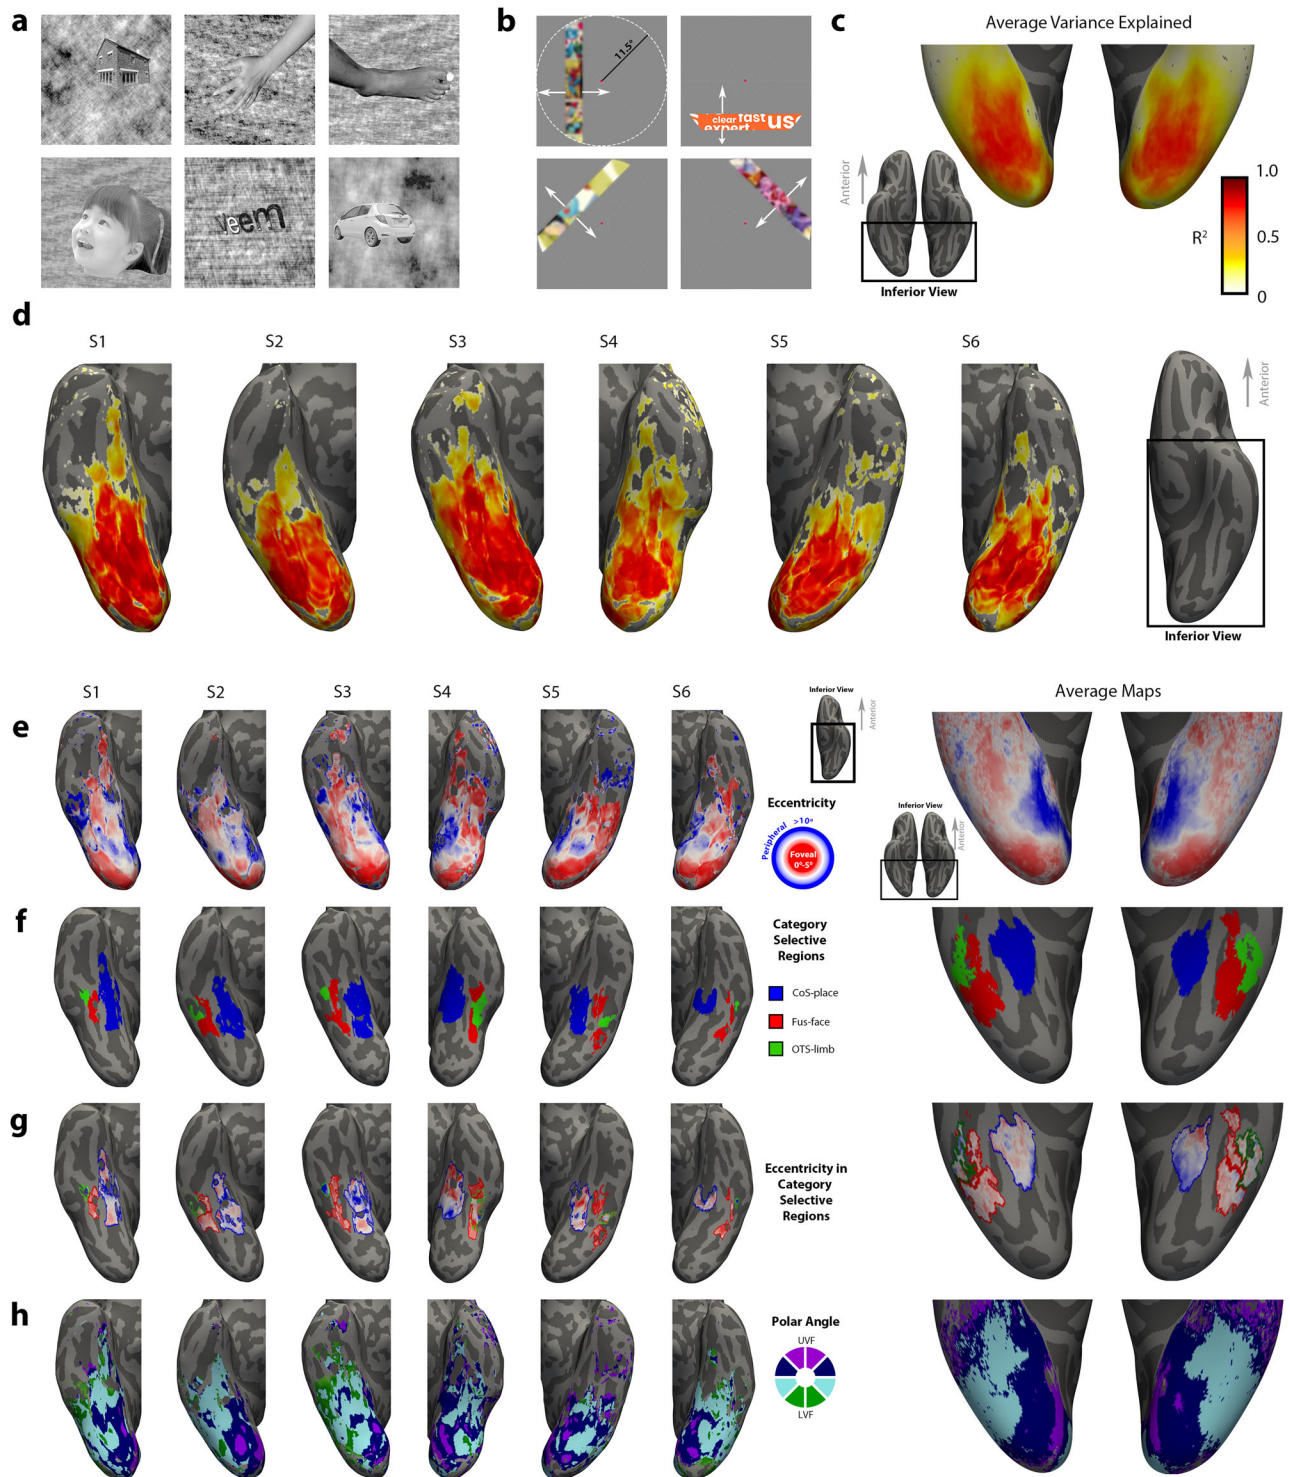 a
veem
b
11.5°
clear fast us
expert
c
Average Variance Explained
Anterior
Inferior View
R²
1.0
0.5
0
d
S1 S2 S3 S4 S5 S6
Anterior
Inferior View
e
S1 S2 S3 S4 S5 S6
Inferior View
Anterior
Eccentricity
Peripheral >10°
Foveal
0°-5°
Average Maps
Inferior View
Anterior
f
Category
Selective
Regions
CoS-place
Fus-face
OTS-limb
g
Eccentricity in
Category
Selective
Regions
h
Polar Angle
UVF
LVF